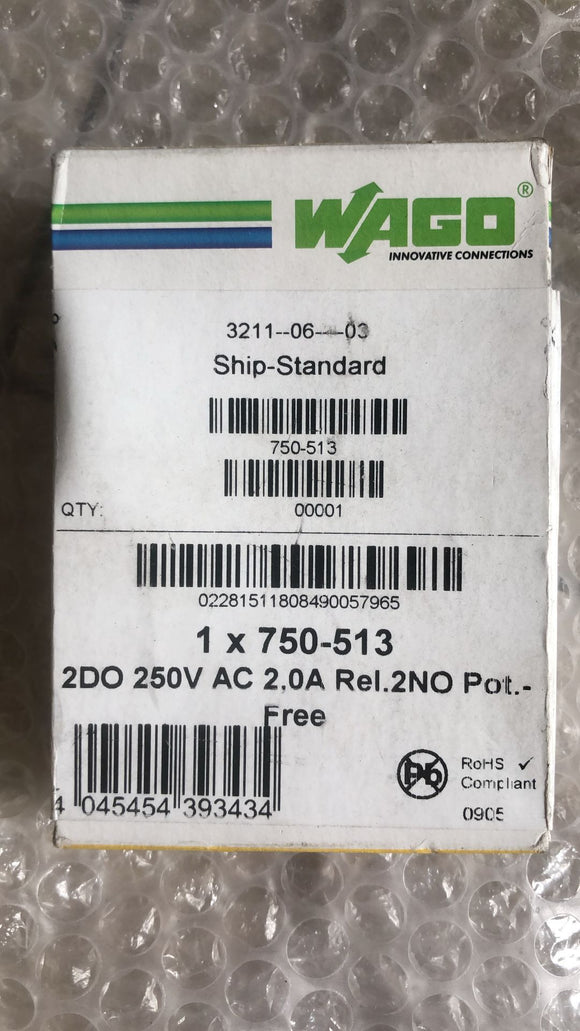 WAGO®
INNOVATIVE CONNECTIONS
3211--06---03
Ship-Standard
750-513
QTY: 00001
02281511808490057965
1 x 750-513
2DO 250V AC 2,0A Rel.2NO Pot.-
Free
Pb
RoHS ✓
Compliant
4 045454 393434
0905